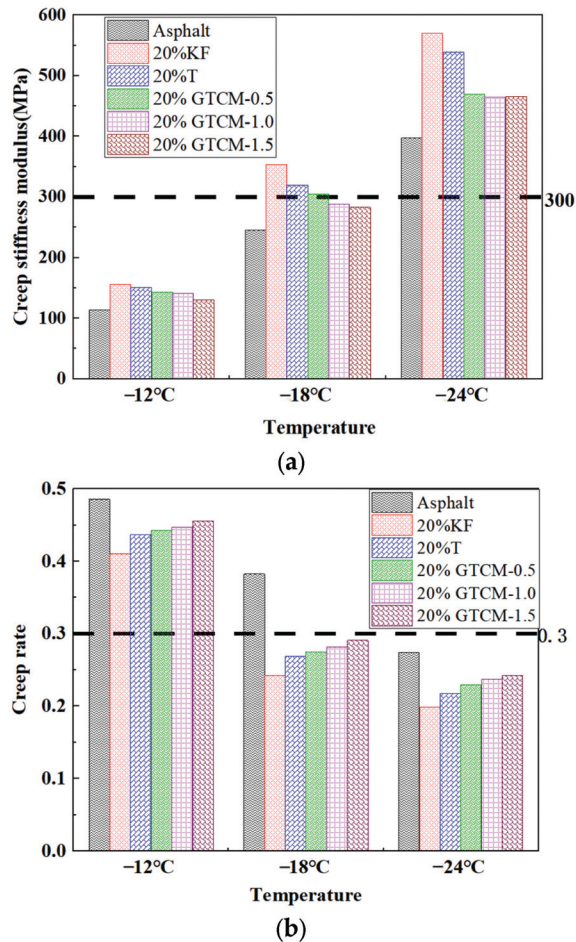 600
500
400
300
200
100
0
Creep stiffness modulus(MPa)
Asphalt
20%KF
20%T
20% GTCM-0.5
20% GTCM-1.0
20% GTCM-1.5
300
−12°C
−18°C
−24°C
Temperature
(a)
0.5
0.4
0.3
0.2
0.1
0.0
Creep rate
Asphalt
20%KF
20%T
20% GTCM-0.5
20% GTCM-1.0
20% GTCM-1.5
0. 3
−12°C
−18°C
−24°C
Temperature
(b)